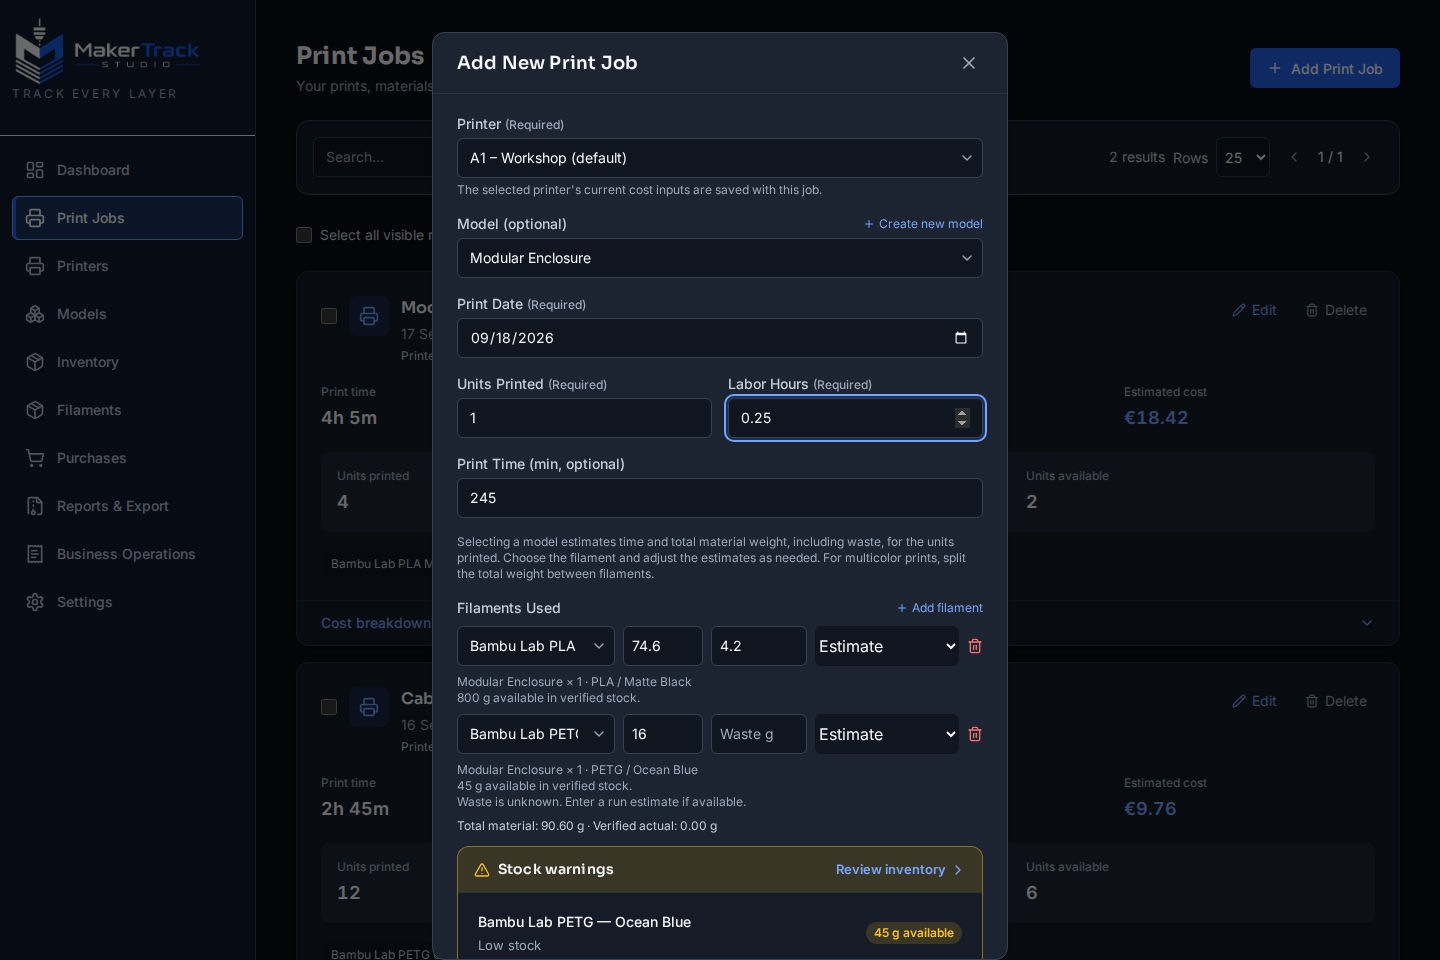 MakerTrack
STUDIO
TRACK EVERY LAYER
Dashboard
Print Jobs
Printers
Models
Inventory
Filaments
Purchases
Reports & Export
Business Operations
Settings
Print Jobs
Your prints, materials
Add Print Job
Search...
2 results Rows 25 1 / 1
Select all visible
Edit Delete
17 Se
Print time
4h 5m
Estimated cost
€18.42
Units printed
4
Units available
2
Bambu Lab PLA
Cost breakdown
Cab
Edit Delete
16 Se
Print time
2h 45m
Estimated cost
€9.76
Units printed
12
Units available
6
Bambu Lab PETG
Add New Print Job
Printer (Required)
A1 – Workshop (default)
The selected printer's current cost inputs are saved with this job.
Model (optional) + Create new model
Modular Enclosure
Print Date (Required)
09/18/2026
Units Printed (Required) Labor Hours (Required)
1 0.25
Print Time (min, optional)
245
Selecting a model estimates time and total material weight, including waste, for the units
printed. Choose the filament and adjust the estimates as needed. For multicolor prints, split
the total weight between filaments.
Filaments Used + Add filament
Bambu Lab PLA 74.6 4.2 Estimate
Modular Enclosure × 1 · PLA / Matte Black
800 g available in verified stock.
Bambu Lab PETG 16 Waste g Estimate
Modular Enclosure × 1 · PETG / Ocean Blue
45 g available in verified stock.
Waste is unknown. Enter a run estimate if available.
Total material: 90.60 g · Verified actual: 0.00 g
Stock warnings Review inventory
Bambu Lab PETG — Ocean Blue
Low stock
45 g available